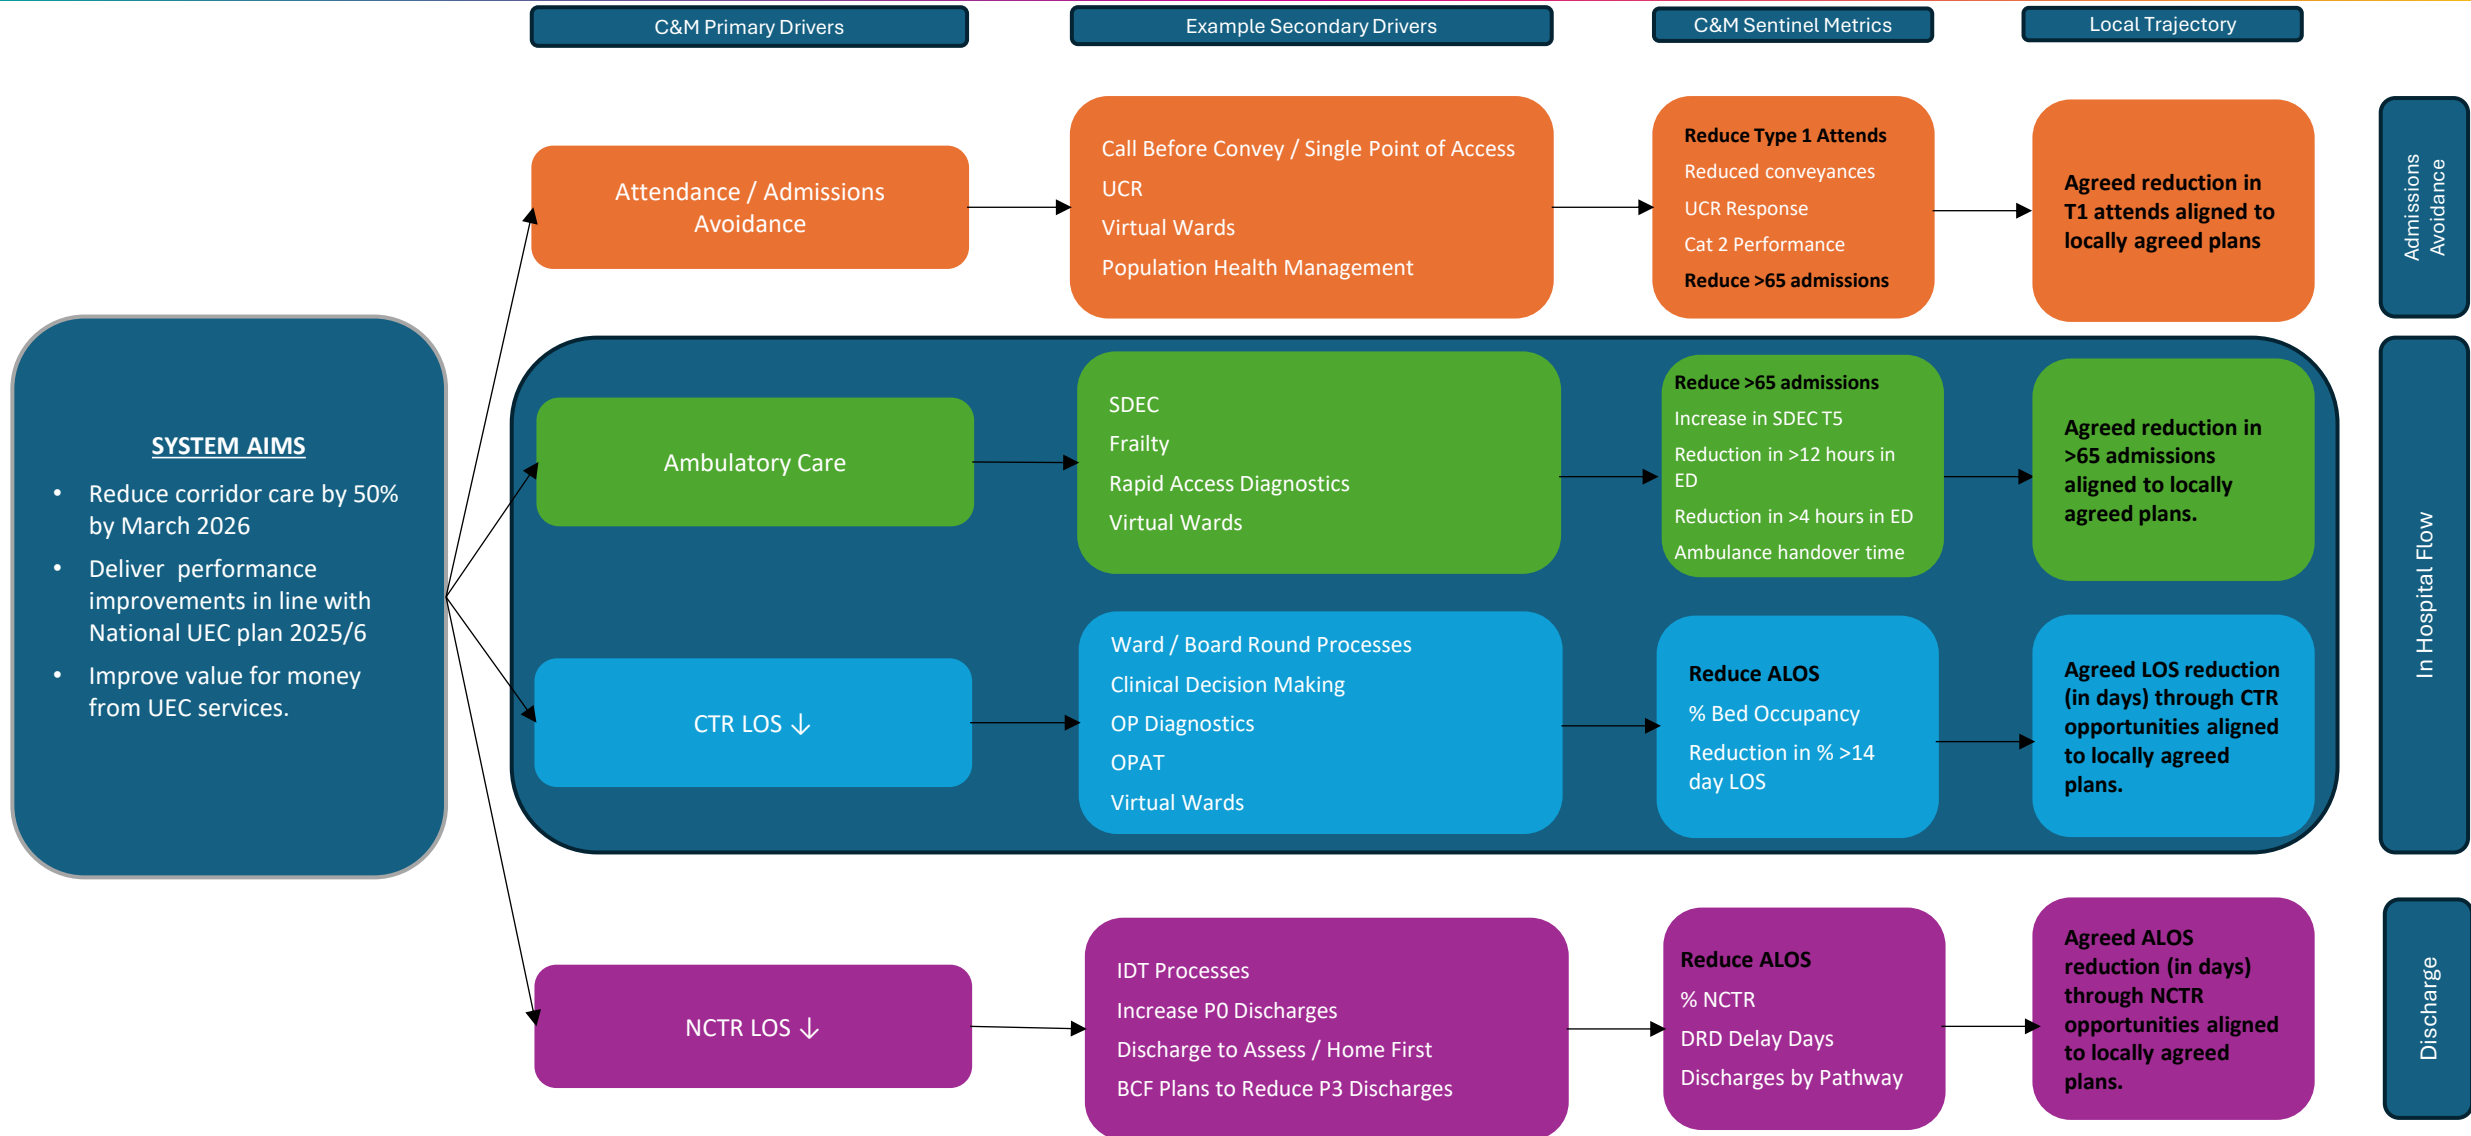 C&M Primary Drivers
Example Secondary Drivers
C&M Sentinel Metrics
Local Trajectory
SYSTEM AIMS
• Reduce corridor care by 50%
by March 2026
• Deliver performance
improvements in line with
National UEC plan 2025/6
• Improve value for money
from UEC services.
Attendance / Admissions
Avoidance
Call Before Convey / Single Point of Access
UCR
Virtual Wards
Population Health Management
Reduce Type 1 Attends
Reduced conveyances
UCR Response
Cat 2 Performance
Reduce >65 admissions
Agreed reduction in
T1 attends aligned to
locally agreed plans
Admissions
Avoidance
Ambulatory Care
SDEC
Frailty
Rapid Access Diagnostics
Virtual Wards
Reduce >65 admissions
Increase in SDEC T5
Reduction in >12 hours in
ED
Reduction in >4 hours in ED
Ambulance handover time
Agreed reduction in
>65 admissions
aligned to locally
agreed plans.
In Hospital Flow
CTR LOS ↓
Ward / Board Round Processes
Clinical Decision Making
OP Diagnostics
OPAT
Virtual Wards
Reduce ALOS
% Bed Occupancy
Reduction in % >14
day LOS
Agreed LOS reduction
(in days) through CTR
opportunities aligned
to locally agreed
plans.
NCTR LOS ↓
IDT Processes
Increase P0 Discharges
Discharge to Assess / Home First
BCF Plans to Reduce P3 Discharges
Reduce ALOS
% NCTR
DRD Delay Days
Discharges by Pathway
Agreed ALOS
reduction (in days)
through NCTR
opportunities aligned
to locally agreed
plans.
Discharge